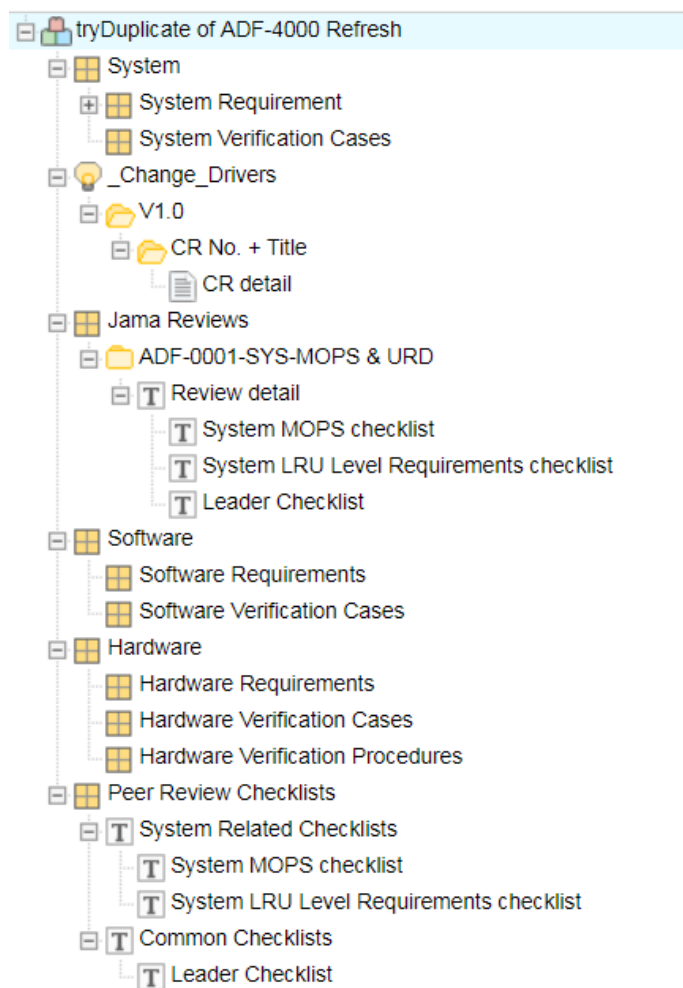 tryDuplicate of ADF-4000 Refresh
System
System Requirement
System Verification Cases
_Change_Drivers
V1.0
CR No. + Title
CR detail
Jama Reviews
ADF-0001-SYS-MOPS & URD
Review detail
System MOPS checklist
System LRU Level Requirements checklist
Leader Checklist
Software
Software Requirements
Software Verification Cases
Hardware
Hardware Requirements
Hardware Verification Cases
Hardware Verification Procedures
Peer Review Checklists
System Related Checklists
System MOPS checklist
System LRU Level Requirements checklist
Common Checklists
Leader Checklist